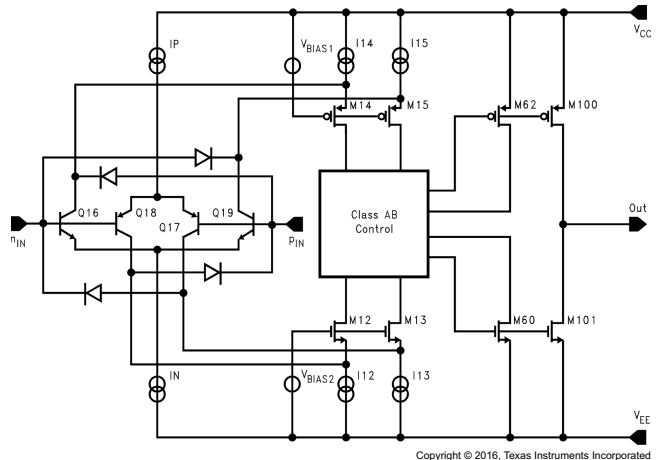 V_CC
IP
V_BIAS1
I14
I15
M14
M15
M62
M100
Q16
Q18
Q17
Q19
n_IN
P_IN
Class AB
Control
Out
M12
M13
M60
M101
IN
V_BIAS2
I12
I13
V_EE
Copyright © 2016, Texas Instruments Incorporated